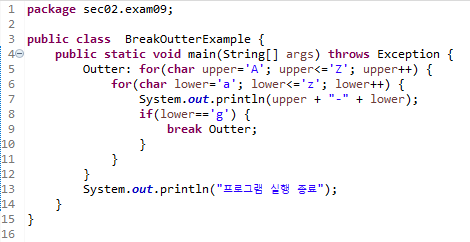 1 package sec02.exam09;
2
3 public class  BreakOutterExample {
4 public static void main(String[] args) throws Exception {
5 Outter: for(char upper='A'; upper<='Z'; upper++) {
6 for(char lower='a'; lower<='z'; lower++) {
7 System.out.println(upper + "-" + lower);
8 if(lower=='g') {
9 break Outter;
10 }
11 }
12 }
13 System.out.println("프로그램 실행 종료");
14 }
15 }
16